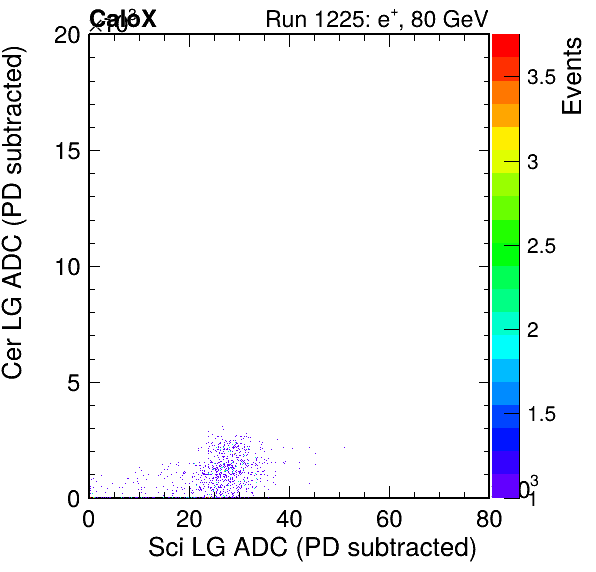 CaloX Run 1225: e+, 80 GeV
×10³
Events
Cer LG ADC (PD subtracted)
20
15
10
5
0
3.5
3
2.5
2
1.5
1
0 20 40 60 80
Sci LG ADC (PD subtracted)